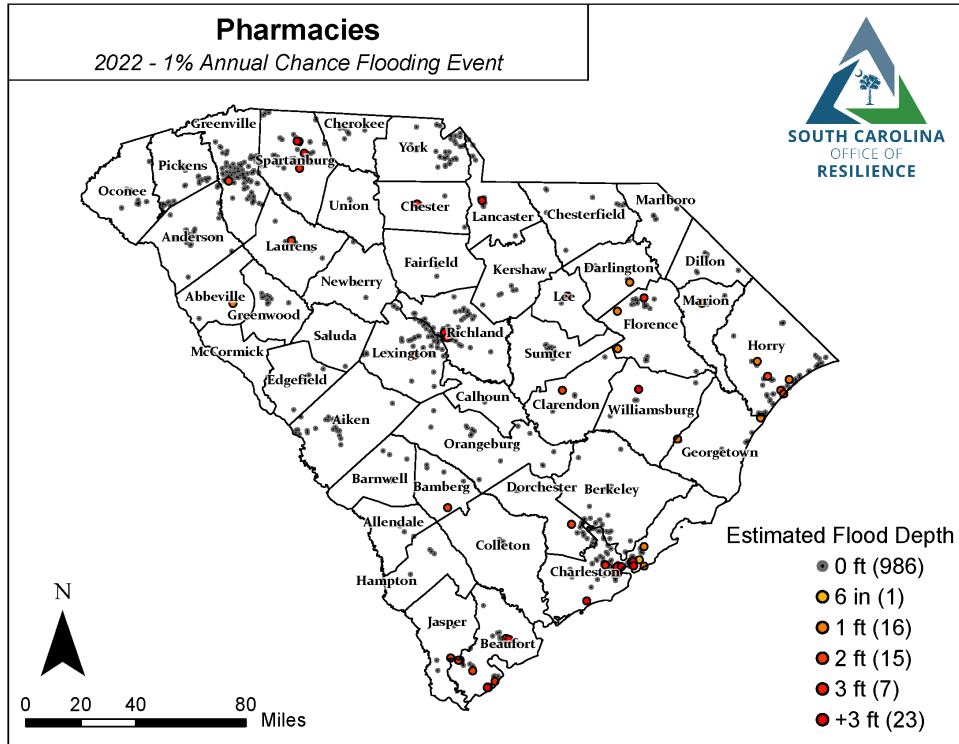 Pharmacies
2022 - 1% Annual Chance Flooding Event
SOUTH CAROLINA
OFFICE OF
RESILIENCE
Greenville
Cherokee
York
Pickens
Spartanburg
Oconee
Union
Chester
Lancaster
Chesterfield
Marlboro
Anderson
Laurens
Fairfield
Kershaw
Darlington
Dillon
Newberry
Abbeville
Greenwood
Lee
Marion
Florence
Saluda
Richland
McCormick
Lexington
Sumter
Horry
Edgefield
Calhoun
Clarendon
Williamsburg
Aiken
Orangeburg
Georgetown
Barnwell
Bamberg
Dorchester
Berkeley
Allendale
Colleton
Charleston
Hampton
Jasper
Beaufort
Estimated Flood Depth
0 ft (986)
6 in (1)
1 ft (16)
2 ft (15)
3 ft (7)
+3 ft (23)
N
0 20 40 80 Miles